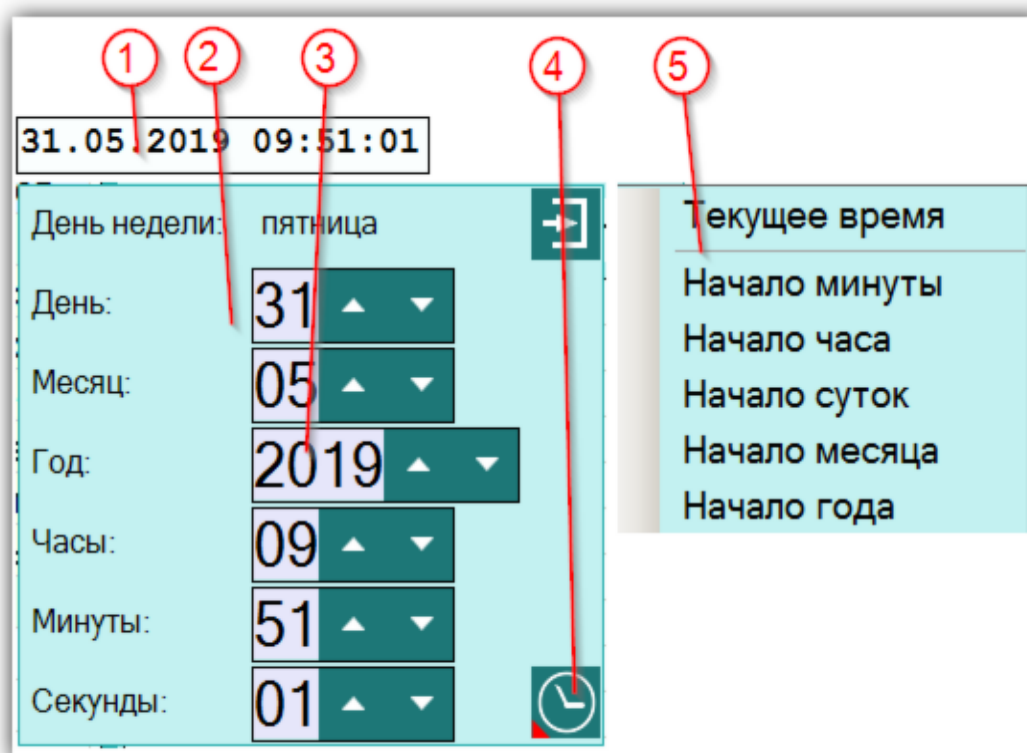 1 2 3 4 5
31.05.2019 09:51:01
День недели: пятница
День: 31
Месяц: 05
Год: 2019
Часы: 09
Минуты: 51
Секунды: 01
Текущее время
Начало минуты
Начало часа
Начало суток
Начало месяца
Начало года